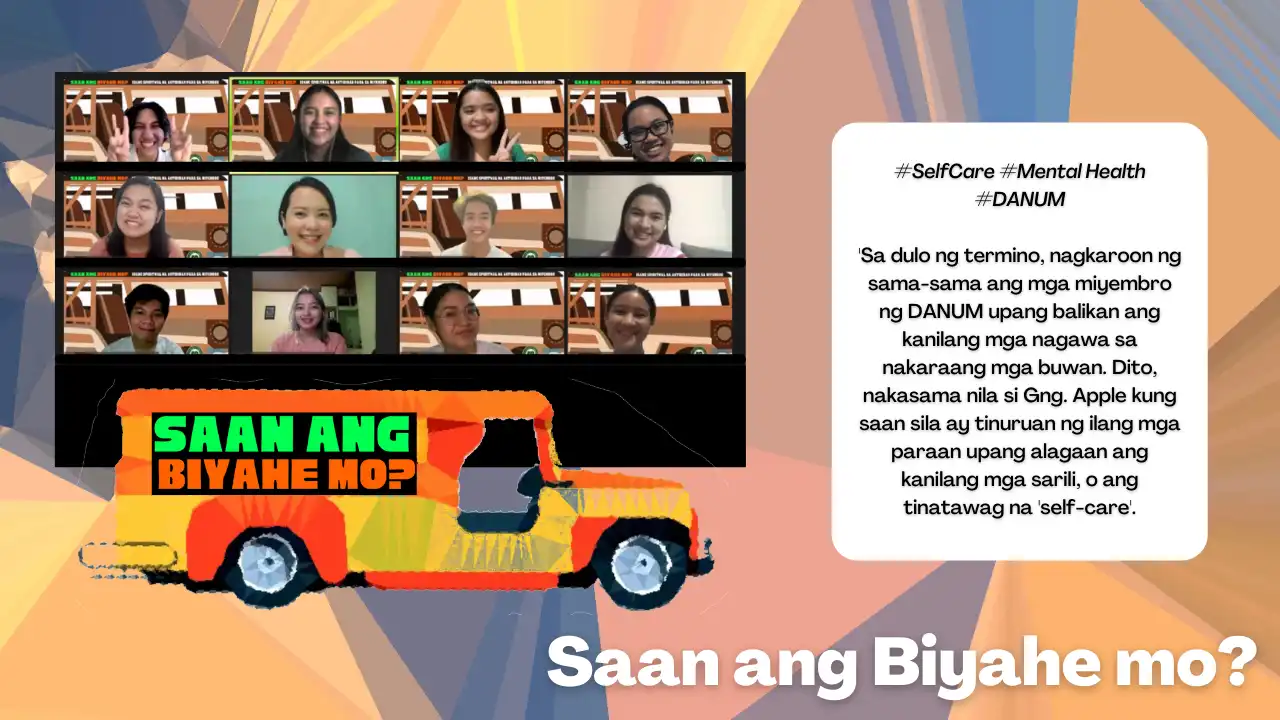 #SelfCare #Mental Health
#DANUM
'Sa dulo ng termino, nagkaroon ng
sama-sama ang mga miyembro
ng DANUM upang balikan ang
kanilang mga nagawa sa
nakaraang mga buwan. Dito,
nakasama nila si Gng. Apple kung
saan sila ay tinuruan ng ilang mga
paraan upang alagaan ang
kanilang mga sarili, o ang
tinatawag na 'self-care'.
SAAN ANG
BIYAHE MO?
Saan ang Biyahe mo?